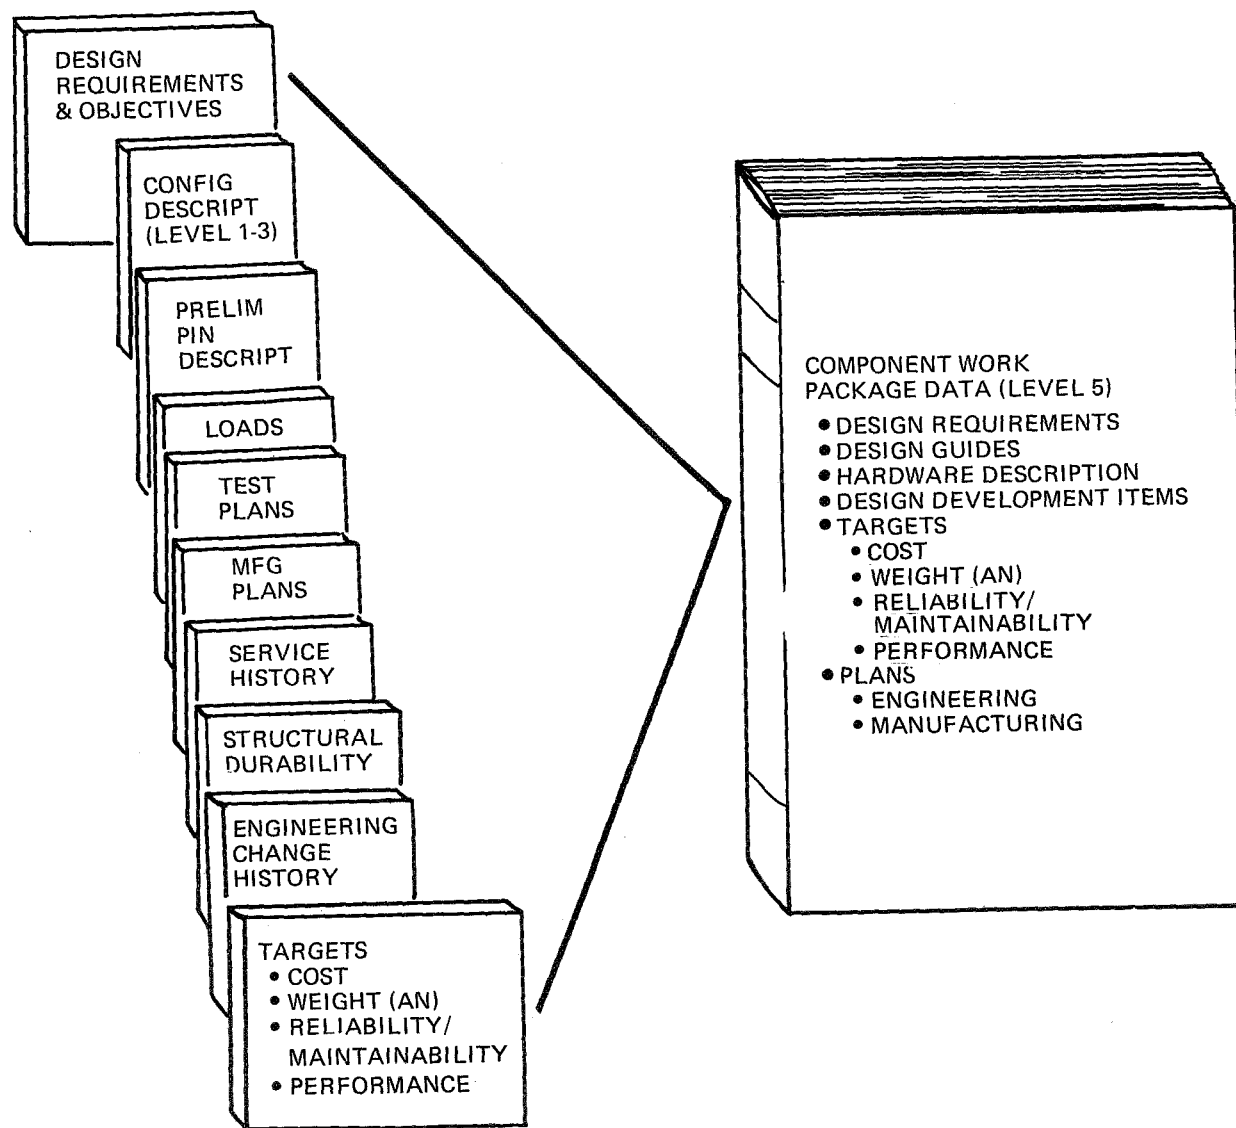 DESIGN
REQUIREMENTS
& OBJECTIVES
CONFIG
DESCRIPT
(LEVEL 1-3)
PRELIM
PIN
DESCRIPT
LOADS
TEST
PLANS
MFG
PLANS
SERVICE
HISTORY
STRUCTURAL
DURABILITY
ENGINEERING
CHANGE
HISTORY
TARGETS
• COST
• WEIGHT (AN)
• RELIABILITY/
MAINTAINABILITY
• PERFORMANCE
COMPONENT WORK
PACKAGE DATA (LEVEL 5)
• DESIGN REQUIREMENTS
• DESIGN GUIDES
• HARDWARE DESCRIPTION
• DESIGN DEVELOPMENT ITEMS
• TARGETS
• COST
• WEIGHT (AN)
• RELIABILITY/
MAINTAINABILITY
• PERFORMANCE
• PLANS
• ENGINEERING
• MANUFACTURING